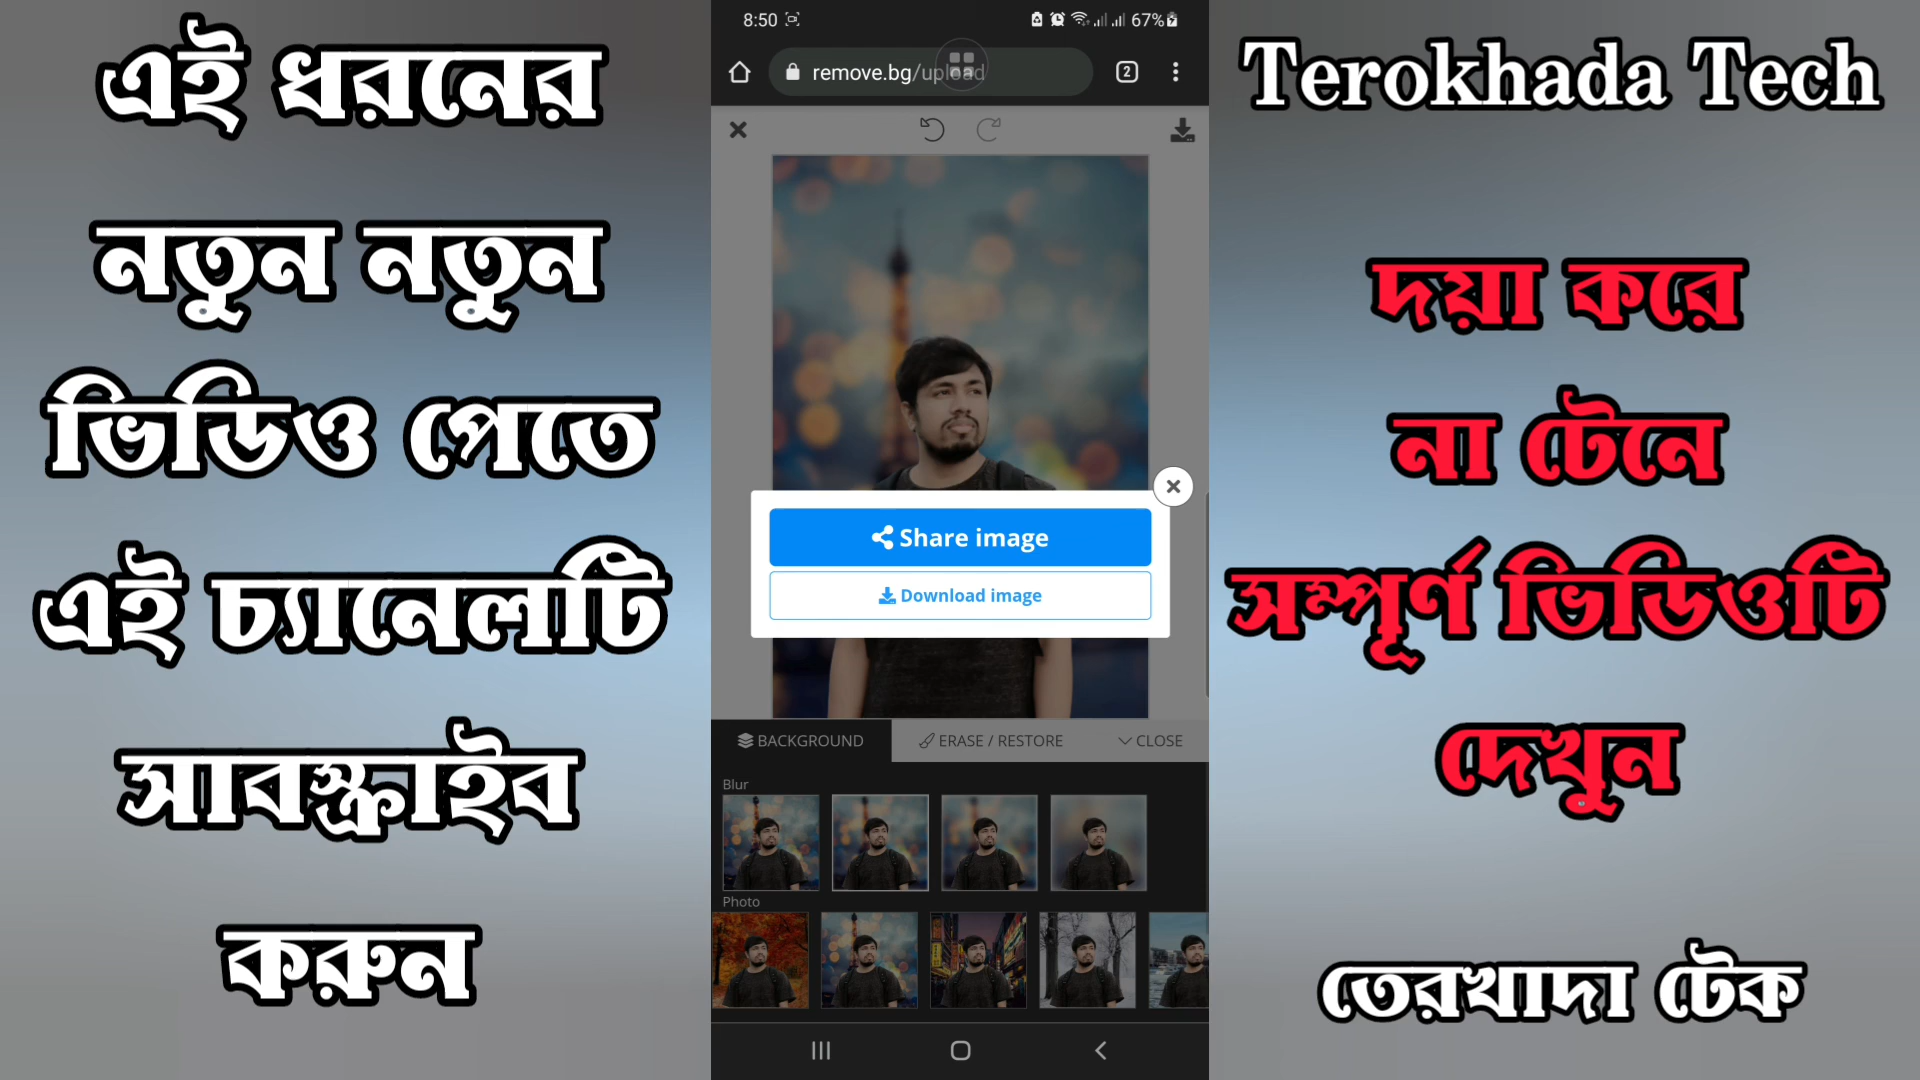 এই ধরনের
নতুন নতুন
ভিডিও পেতে
এই চ্যানেলটি
সাবস্ক্রাইব
করুন
8:50
67%
remove.bg/upload
2
Share image
Download image
BACKGROUND
ERASE / RESTORE
CLOSE
Blur
Photo
Terokhada Tech
দয়া করে
না টেনে
সম্পূর্ণ ভিডিওটি
দেখুন
তেরখাদা টেক